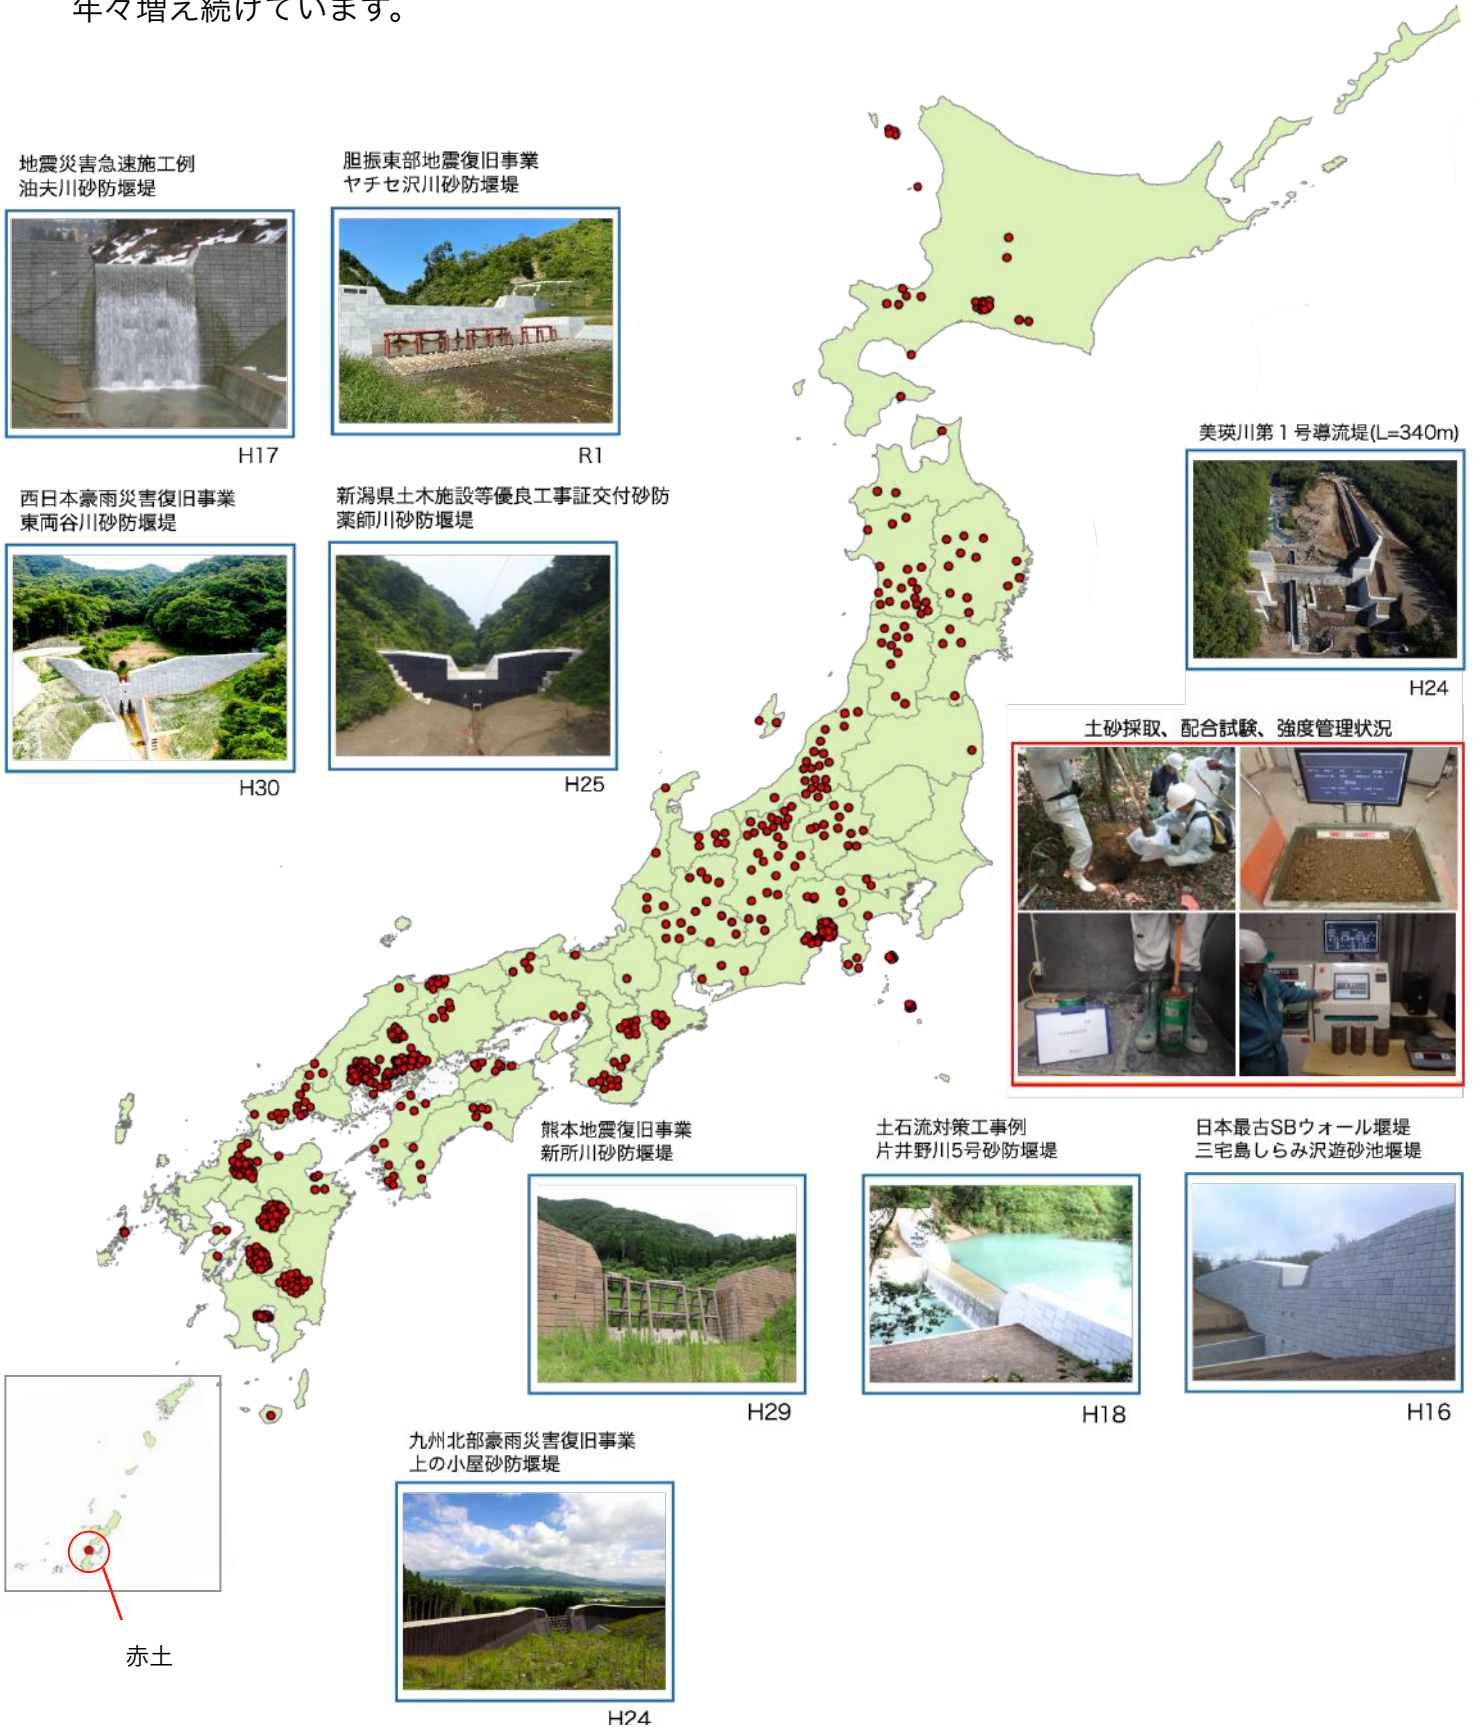 年々増え続けています。
地震災害急速施工例
油夫川砂防堰堤
H17
胆振東部地震復旧事業
ヤチセ沢川砂防堰堤
R1
美瑛川第1号導流堤(L=340m)
H24
西日本豪雨災害復旧事業
東両谷川砂防堰堤
H30
新潟県土木施設等優良工事証交付砂防
薬師川砂防堰堤
H25
土砂採取、配合試験、強度管理状況
熊本地震復旧事業
新所川砂防堰堤
H29
土石流対策工事例
片井野川5号砂防堰堤
H18
日本最古SBウォール堰堤
三宅島しらみ沢遊砂池堰堤
H16
九州北部豪雨災害復旧事業
上の小屋砂防堰堤
H24
赤土